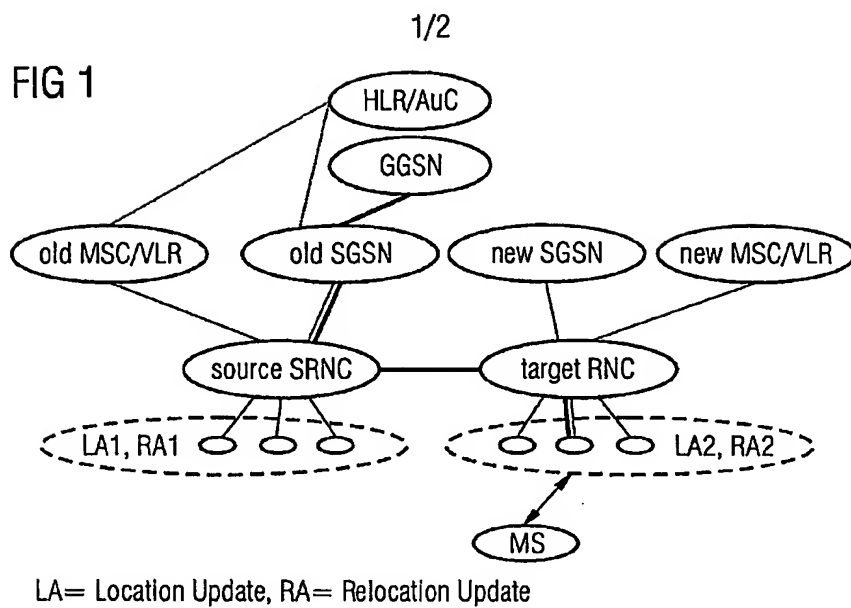 1/2
FIG 1
HLR/AuC
GGSN
old MSC/VLR
old SGSN
new SGSN
new MSC/VLR
source SRNC
target RNC
LA1, RA1
LA2, RA2
MS
LA= Location Update, RA= Relocation Update